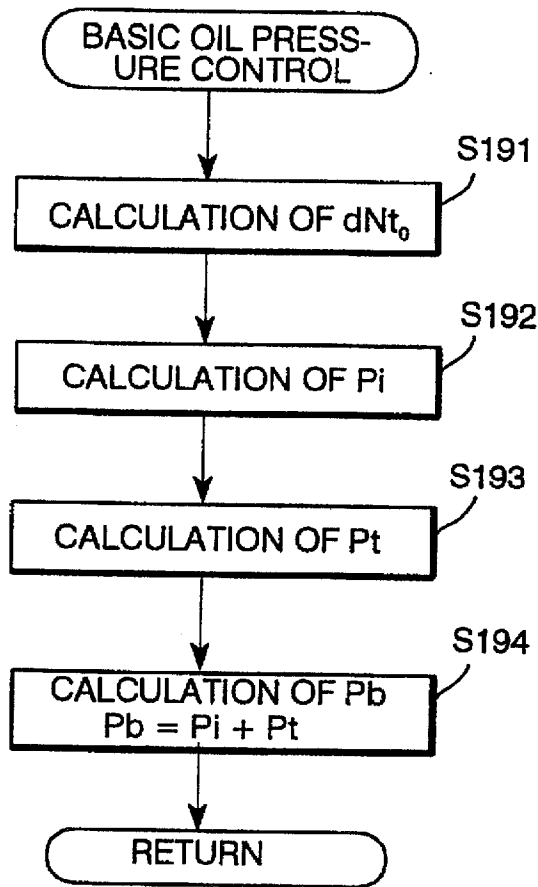 BASIC OIL PRESS-
URE CONTROL
S191
CALCULATION OF dNt₀
S192
CALCULATION OF Pi
S193
CALCULATION OF Pt
S194
CALCULATION OF Pb
Pb = Pi + Pt
RETURN